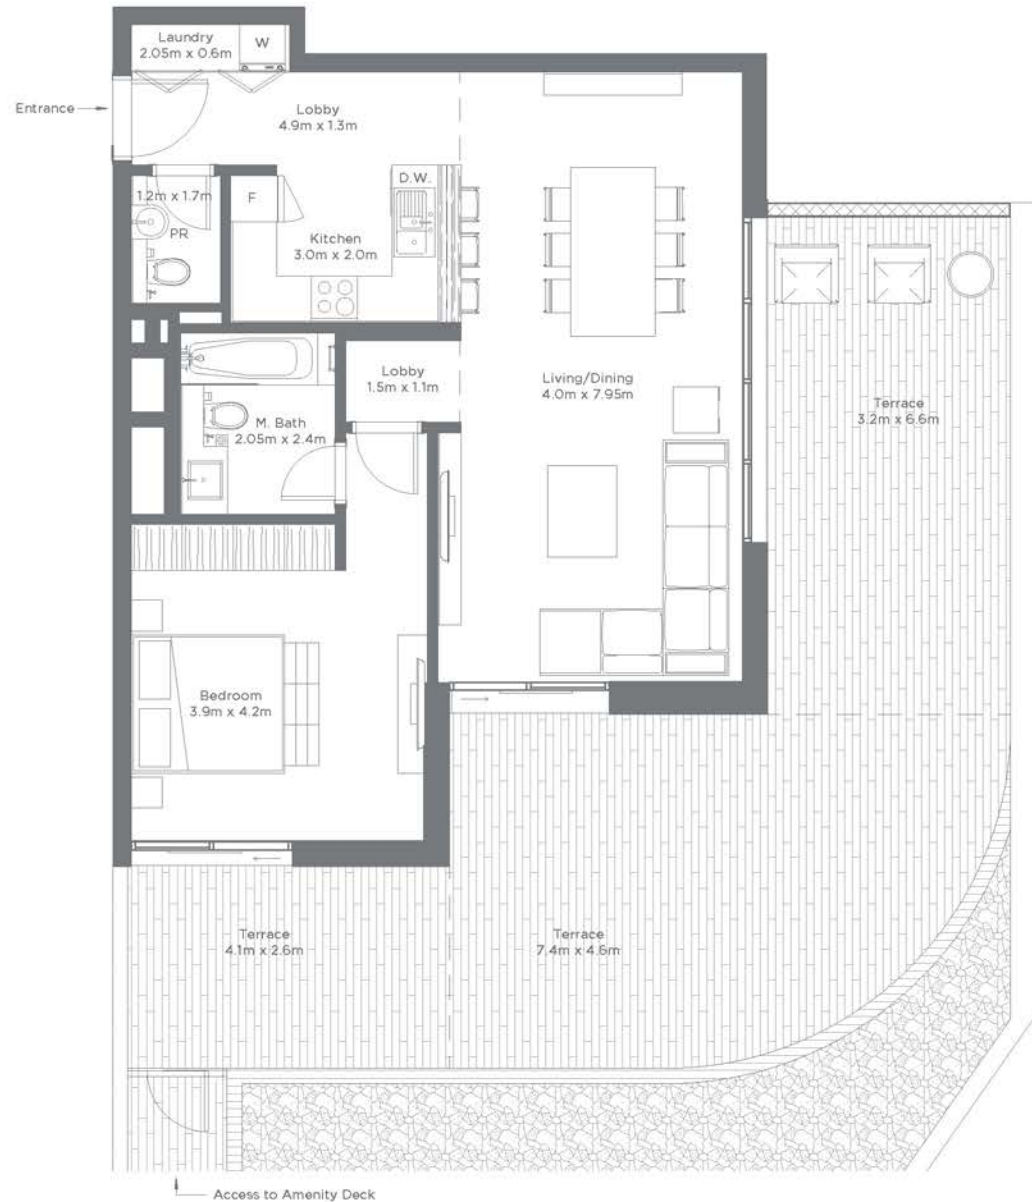 Laundry
2.05m x 0.6m
W
Entrance
Lobby
4.9m x 1.3m
D.W.
1.2m x 1.7m
F
PR
Kitchen
3.0m x 2.0m
Lobby
1.5m x 1.1m
Living/Dining
4.0m x 7.95m
Terrace
3.2m x 6.6m
M. Bath
2.05m x 2.4m
Bedroom
3.9m x 4.2m
Terrace
4.1m x 2.6m
Terrace
7.4m x 4.6m
Access to Amenity Deck